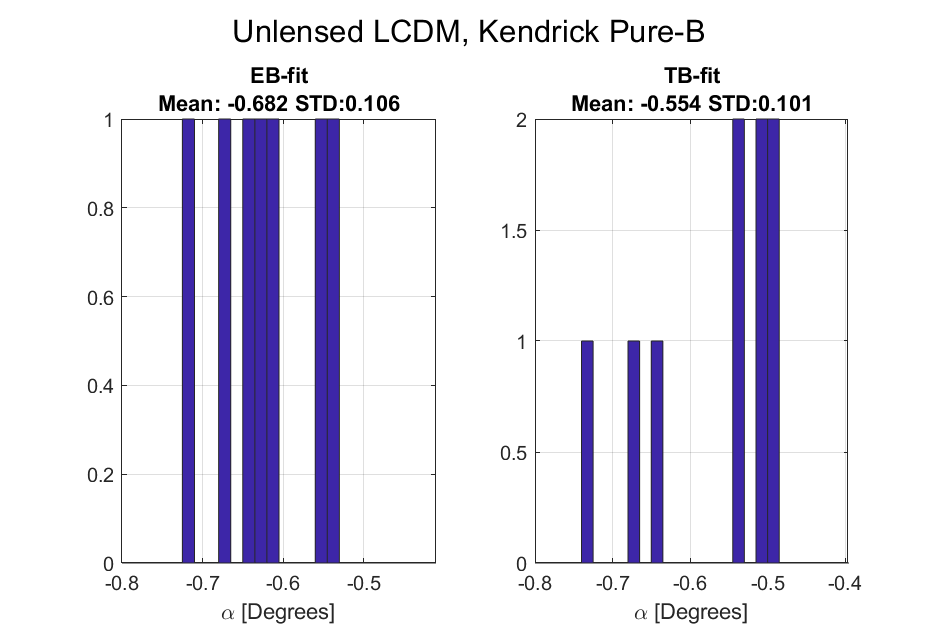 Unlensed LCDM, Kendrick Pure-B
EB-fit
Mean: -0.682 STD:0.106
1
0.8
0.6
0.4
0.2
0
-0.8 -0.7 -0.6 -0.5
α [Degrees]
TB-fit
Mean: -0.554 STD:0.101
2
1.5
1
0.5
0
-0.8 -0.7 -0.6 -0.5 -0.4
α [Degrees]